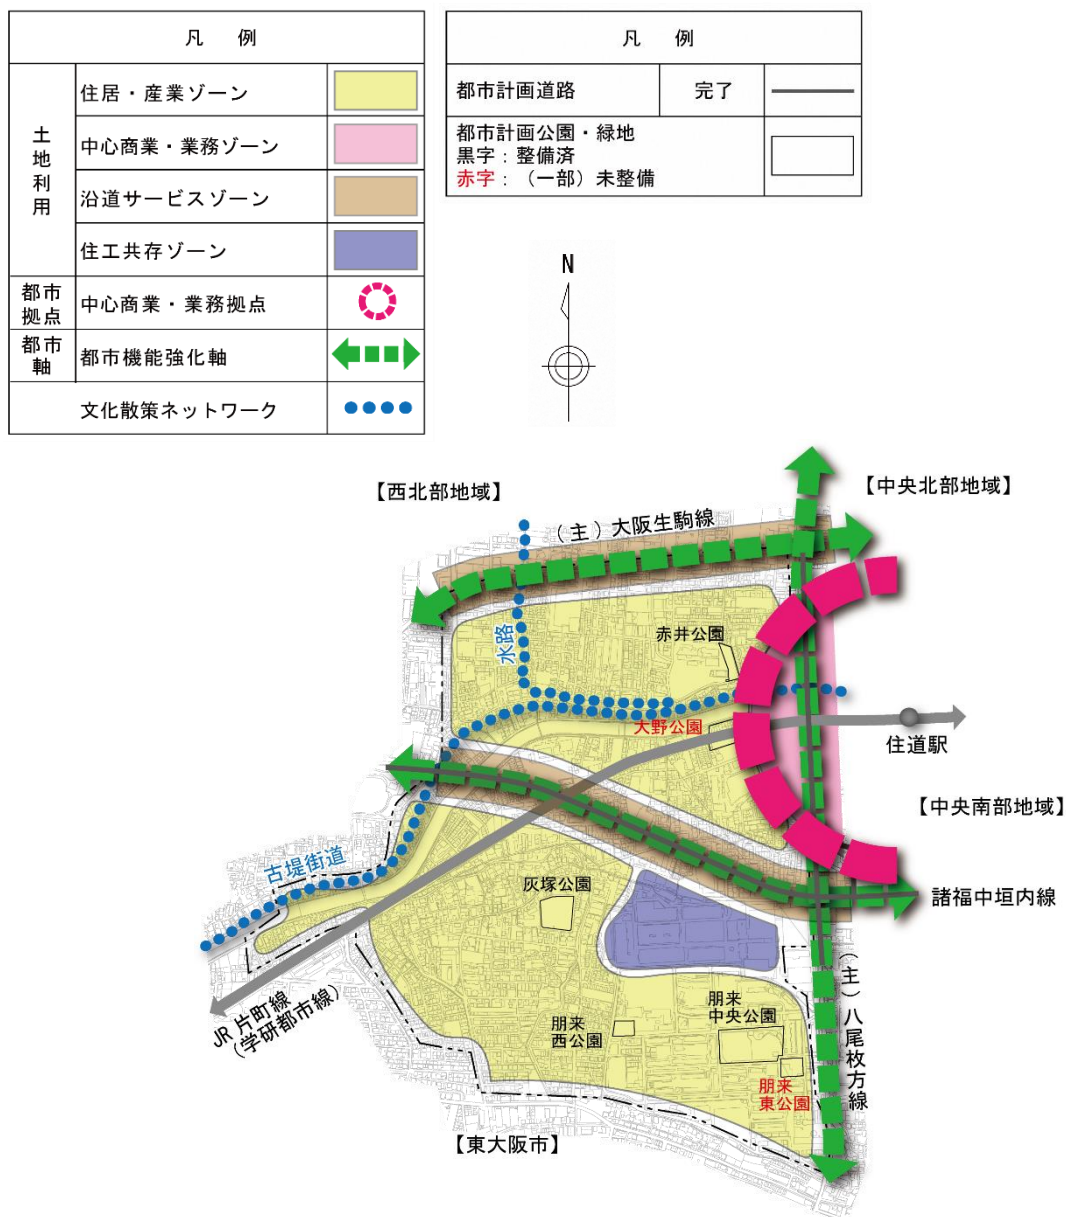 凡　例
土地利用
住居・産業ゾーン
中心商業・業務ゾーン
沿道サービスゾーン
住工共存ゾーン
都市
拠点
中心商業・業務拠点
都市
軸
都市機能強化軸
文化散策ネットワーク
凡　例
都市計画道路
完了
都市計画公園・緑地
黒字：整備済
赤字：（一部）未整備
N
【西北部地域】
（主）大阪生駒線
【中央北部地域】
水路
赤井公園
大野公園
住道駅
【中央南部地域】
古堤街道
灰塚公園
諸福中垣内線
JR片町線
（学研都市線）
朋来
西公園
朋来
中央公園
朋来
東公園
（主）八尾枚方線
【東大阪市】